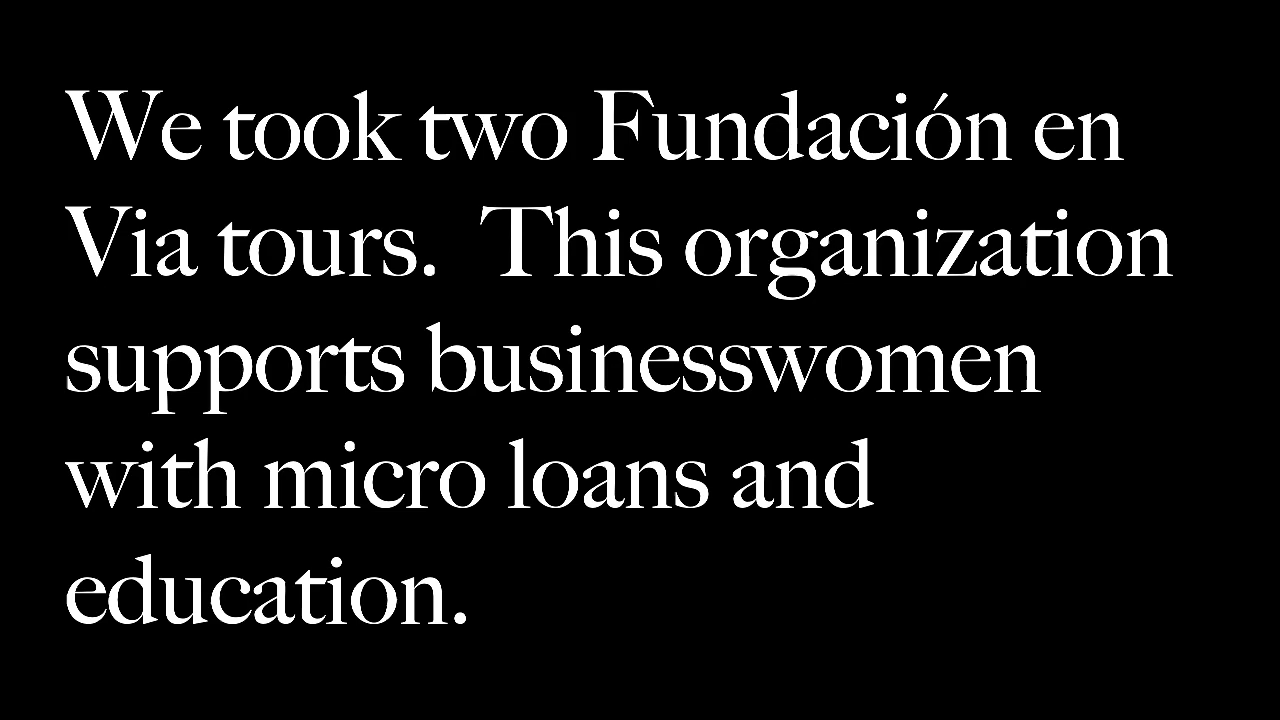 We took two Fundación en
Via tours.  This organization
supports businesswomen
with micro loans and
education.